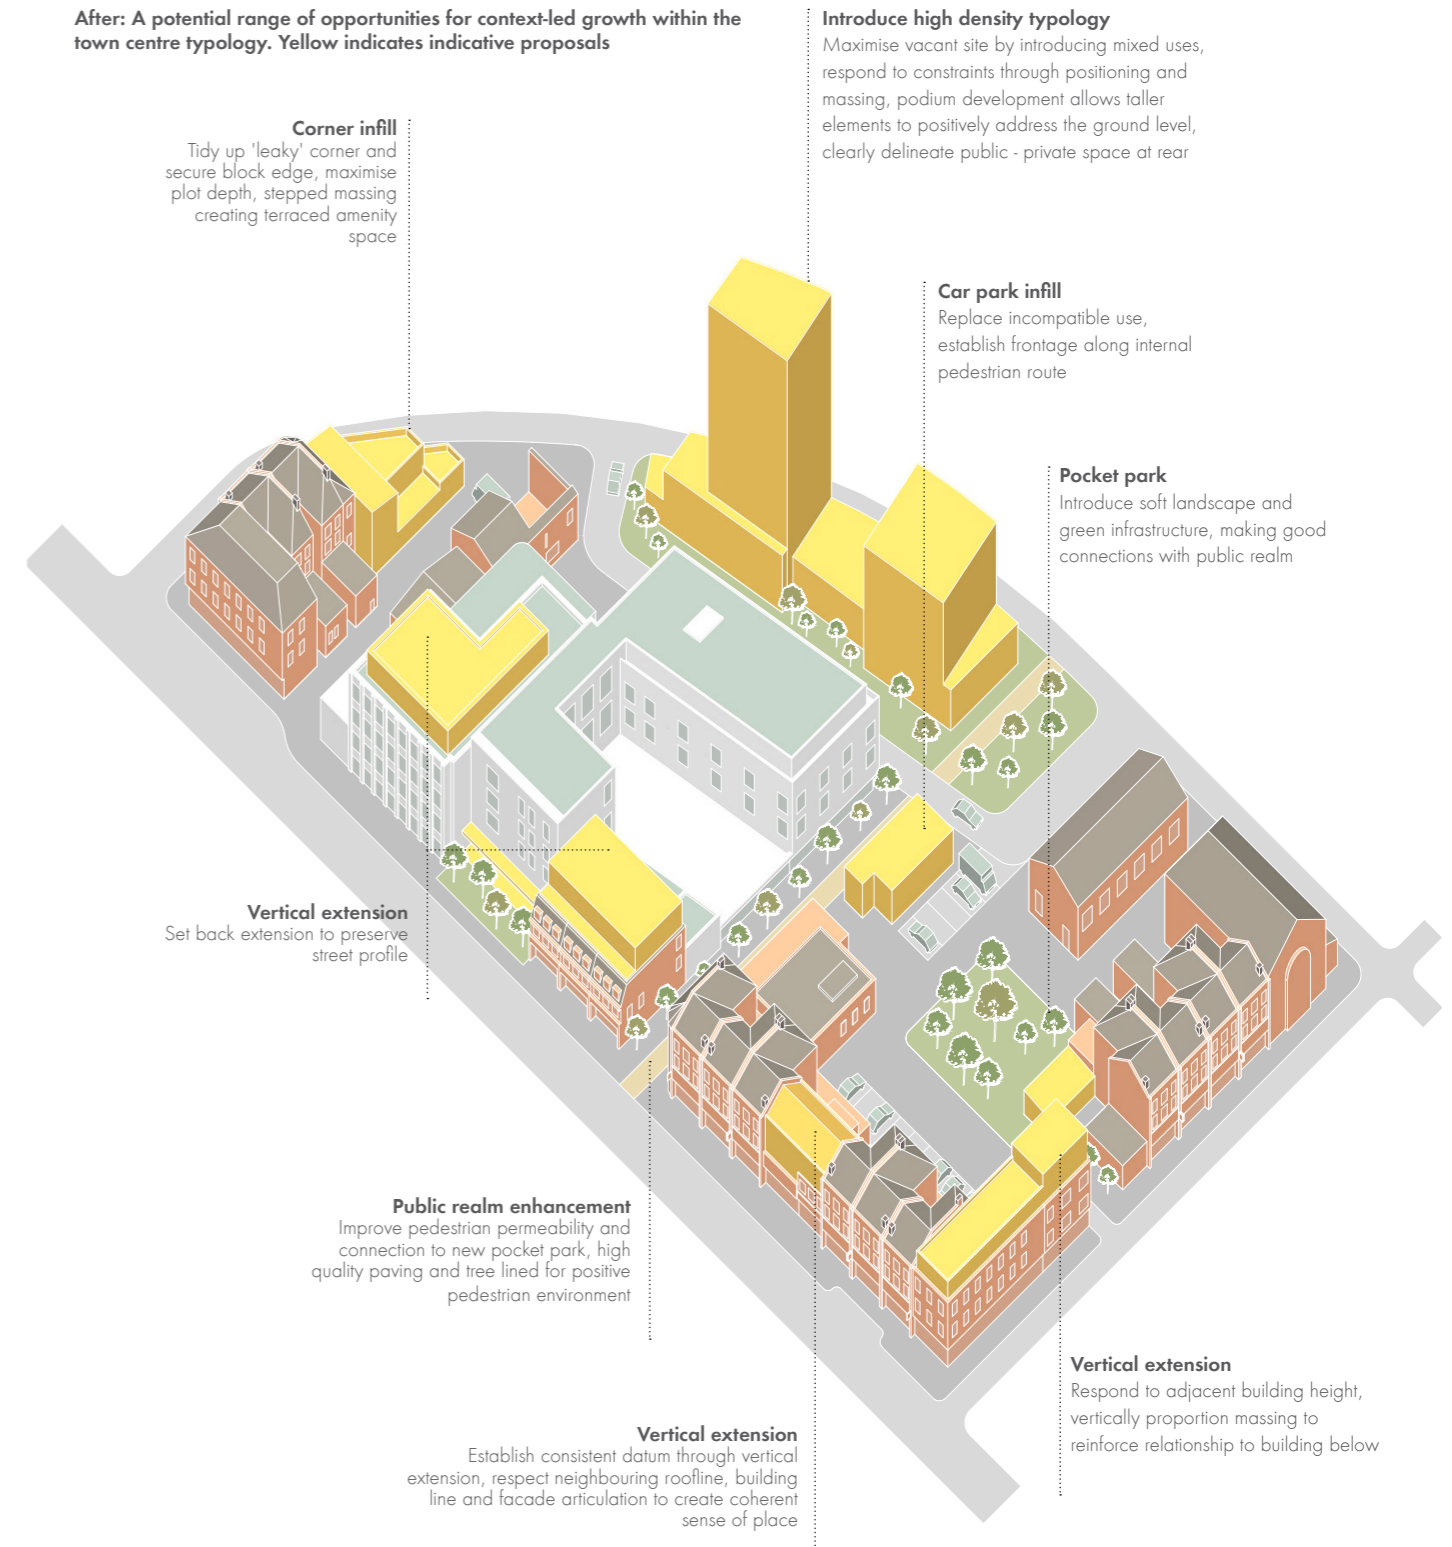 After: A potential range of opportunities for context-led growth within the
town centre typology. Yellow indicates indicative proposals
Introduce high density typology
Maximise vacant site by introducing mixed uses,
respond to constraints through positioning and
massing, podium development allows taller
elements to positively address the ground level,
clearly delineate public - private space at rear
Corner infill
Tidy up 'leaky' corner and
secure block edge, maximise
plot depth, stepped massing
creating terraced amenity
space
Car park infill
Replace incompatible use,
establish frontage along internal
pedestrian route
Pocket park
Introduce soft landscape and
green infrastructure, making good
connections with public realm
Vertical extension
Set back extension to preserve
street profile
Public realm enhancement
Improve pedestrian permeability and
connection to new pocket park, high
quality paving and tree lined for positive
pedestrian environment
Vertical extension
Respond to adjacent building height,
vertically proportion massing to
reinforce relationship to building below
Vertical extension
Establish consistent datum through vertical
extension, respect neighbouring roofline, building
line and facade articulation to create coherent
sense of place